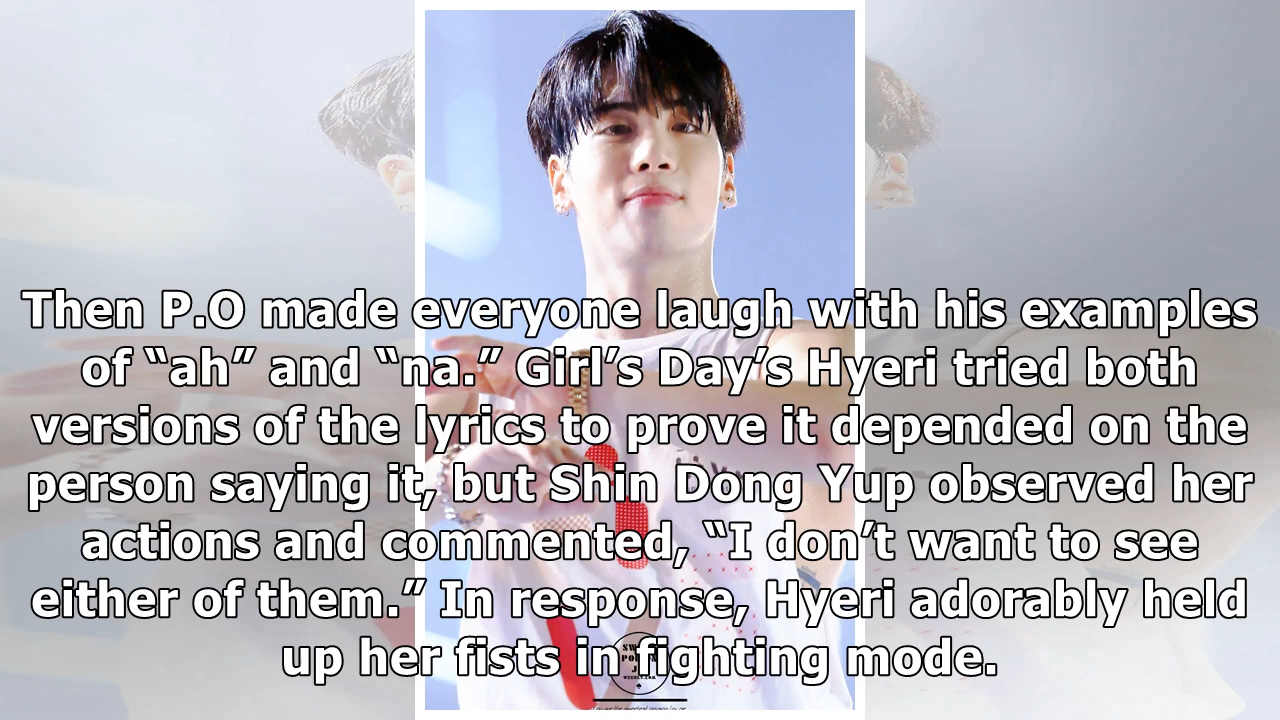 Then P.O made everyone laugh with his examples
of “ah” and “na.” Girl’s Day’s Hyeri tried both
versions of the lyrics to prove it depended on the
person saying it, but Shin Dong Yup observed her
actions and commented, “I don’t want to see
either of them.” In response, Hyeri adorably held
up her fists in fighting mode.